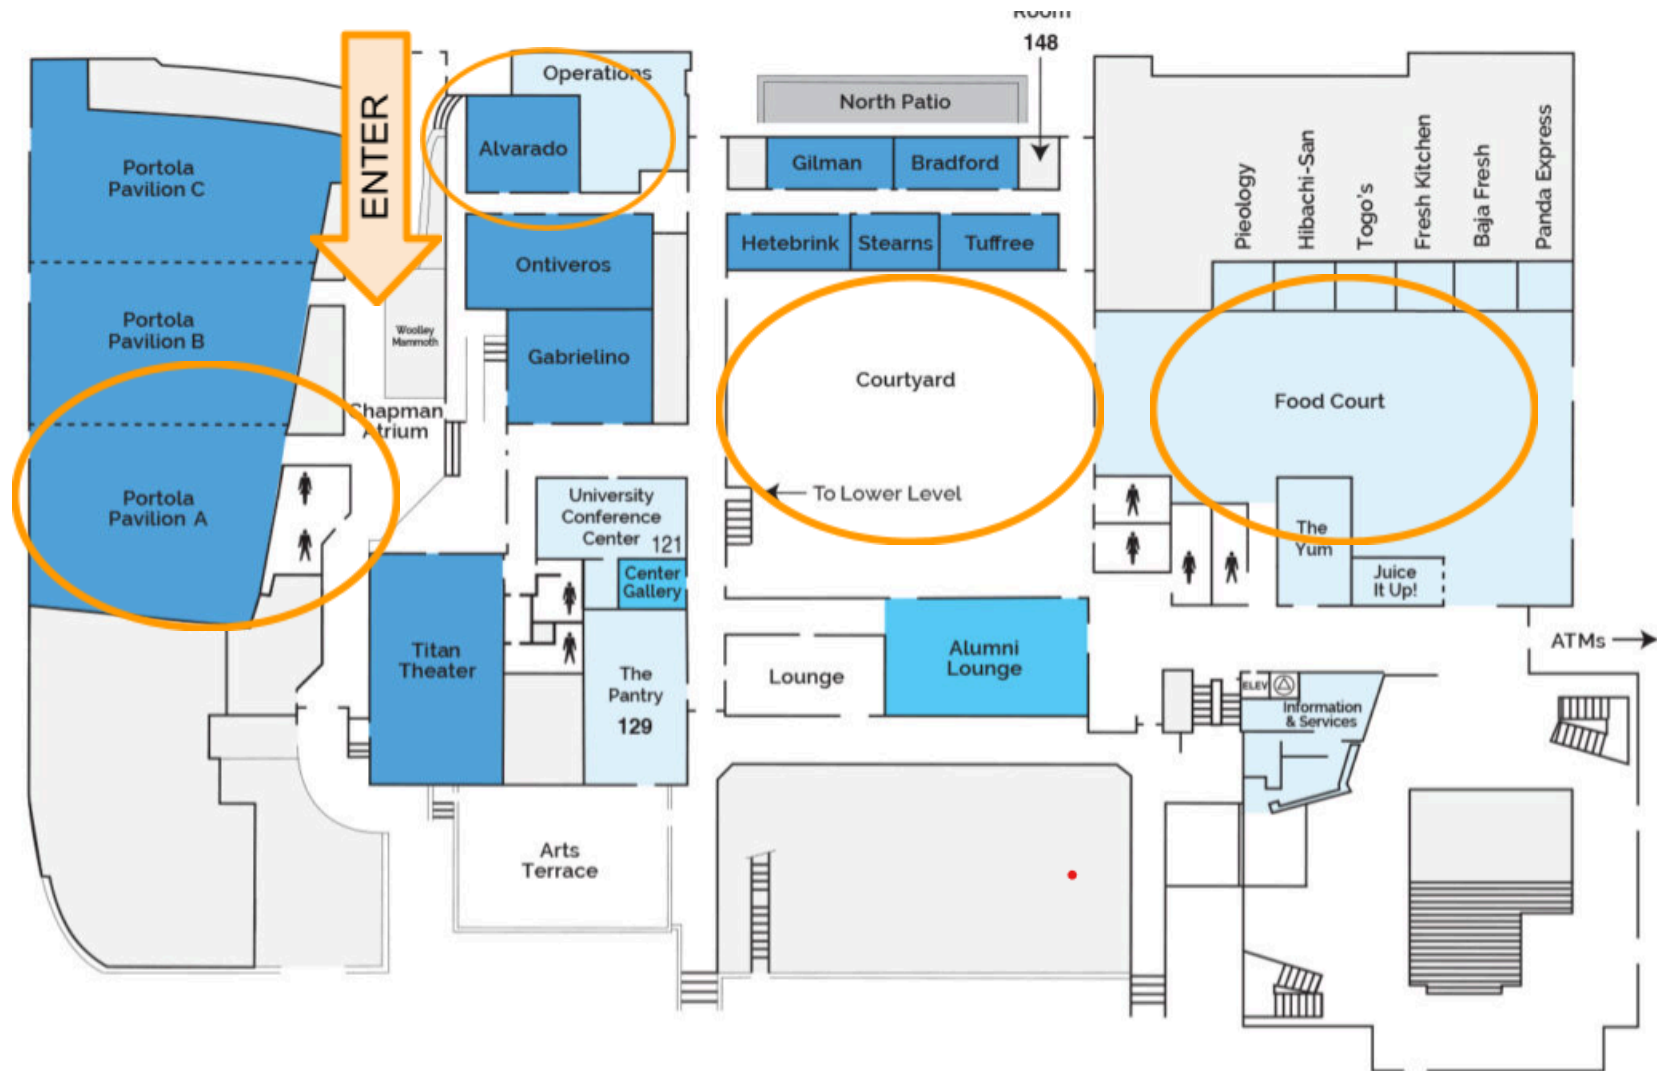 Room
148
Operations
North Patio
ENTER
Alvarado
Gilman
Bradford
Portola
Pavilion C
Pieology
Hibachi-San
Togo's
Fresh Kitchen
Baja Fresh
Panda Express
Hetebrink
Stearns
Tuffree
Ontiveros
Portola
Pavilion B
Woolley
Mammoth
Gabrielino
Courtyard
Food Court
Chapman
Atrium
Portola
Pavilion A
University
Conference
Center 121
To Lower Level
The
Yum
Center
Gallery
Juice
It Up!
Titan
Theater
The
Pantry
129
Lounge
Alumni
Lounge
ATMs
ELEV
Information
& Services
Arts
Terrace